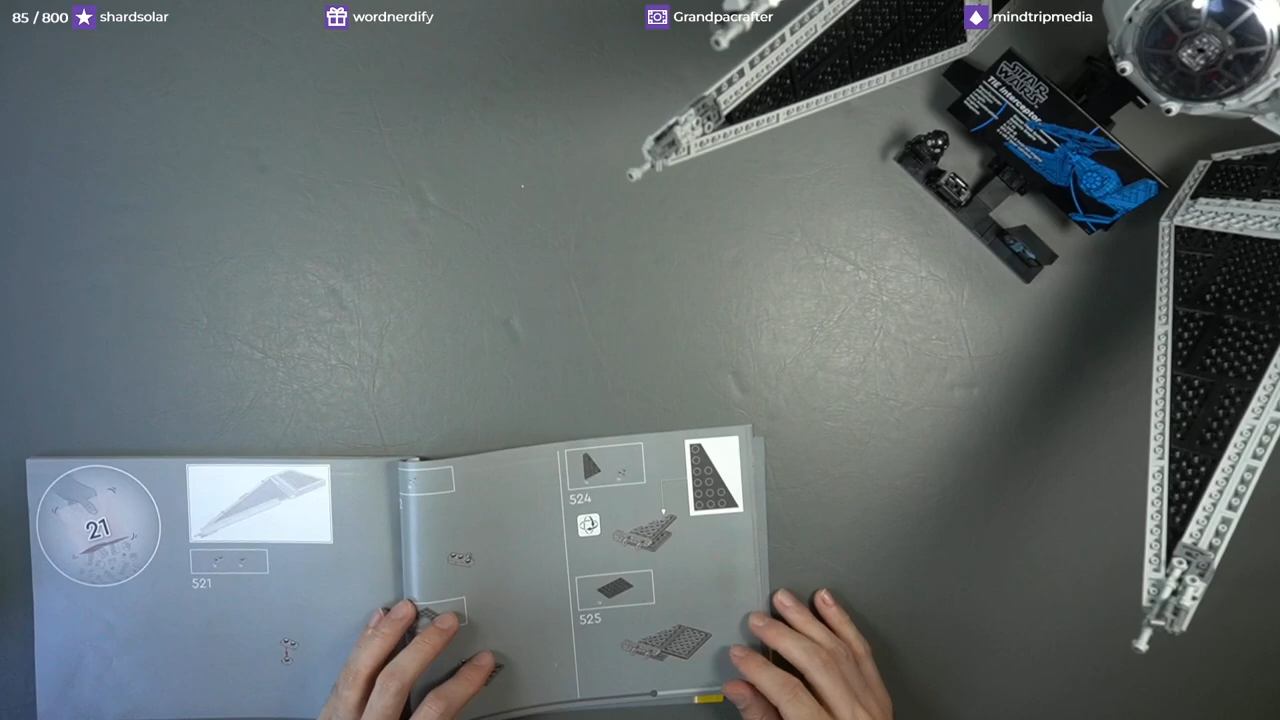 85 / 800 shardsolar
wordnerdify
Grandpacrafter
mindtripmedia
STAR WARS
TIE Interceptor
21
521
524
525